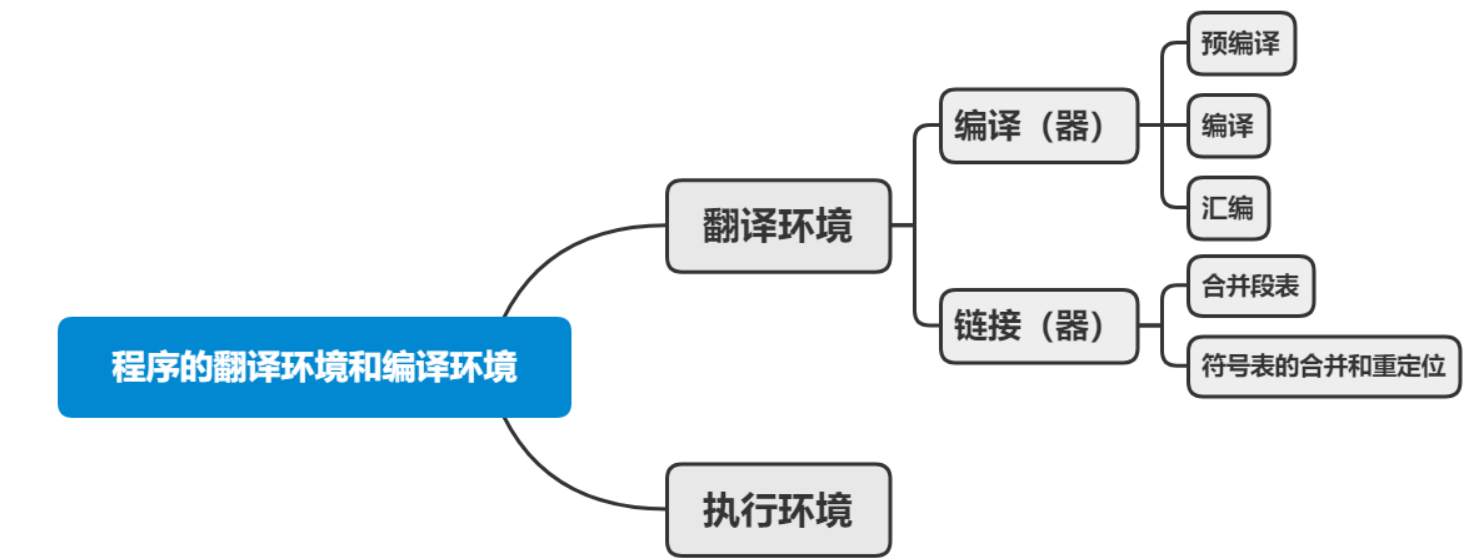 预编译
编译（器）
编译
汇编
翻译环境
合并段表
链接（器）
符号表的合并和重定位
程序的翻译环境和编译环境
执行环境